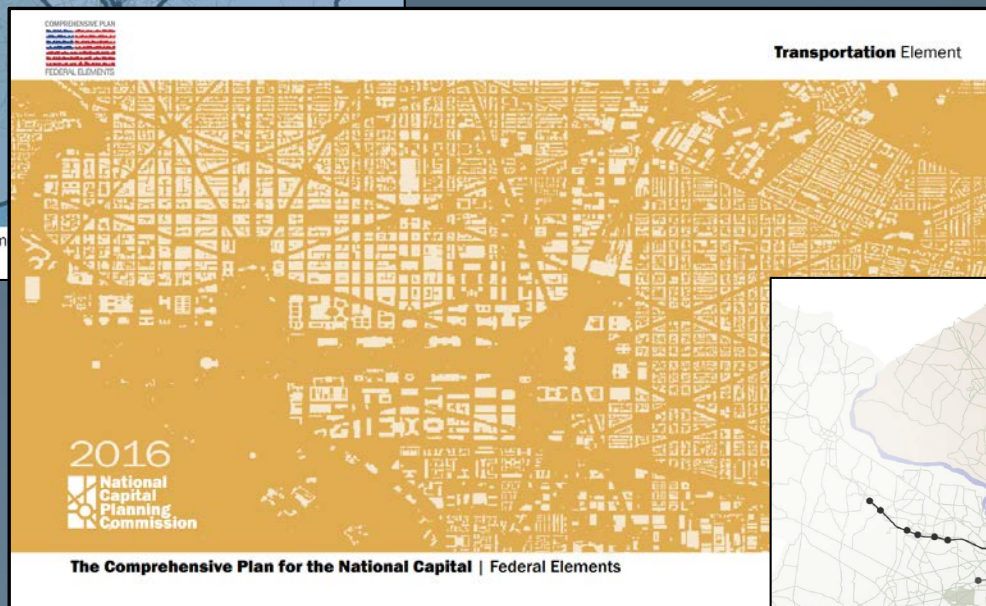 COMPREHENSIVE PLAN
FEDERAL ELEMENTS
Transportation Element
2016
National
Capital
Planning
Commission
The Comprehensive Plan for the National Capital | Federal Elements